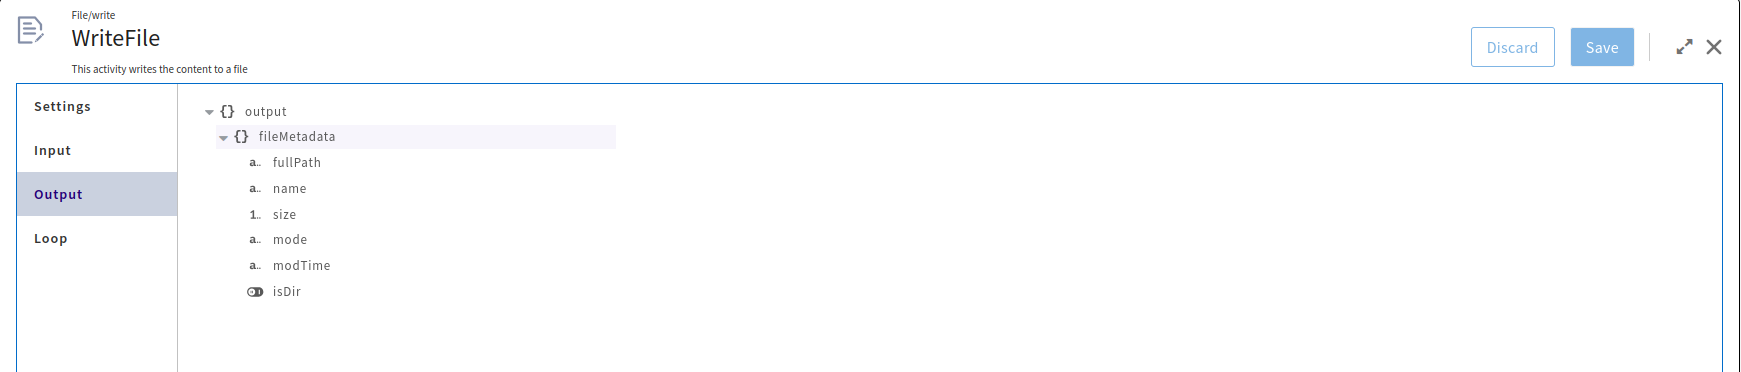 File/write
WriteFile
This activity writes the content to a file
Discard
Save
Settings
Input
Output
Loop
{} output
{} fileMetadata
a.. fullPath
a.. name
1.. size
a.. mode
a.. modTime
isDir